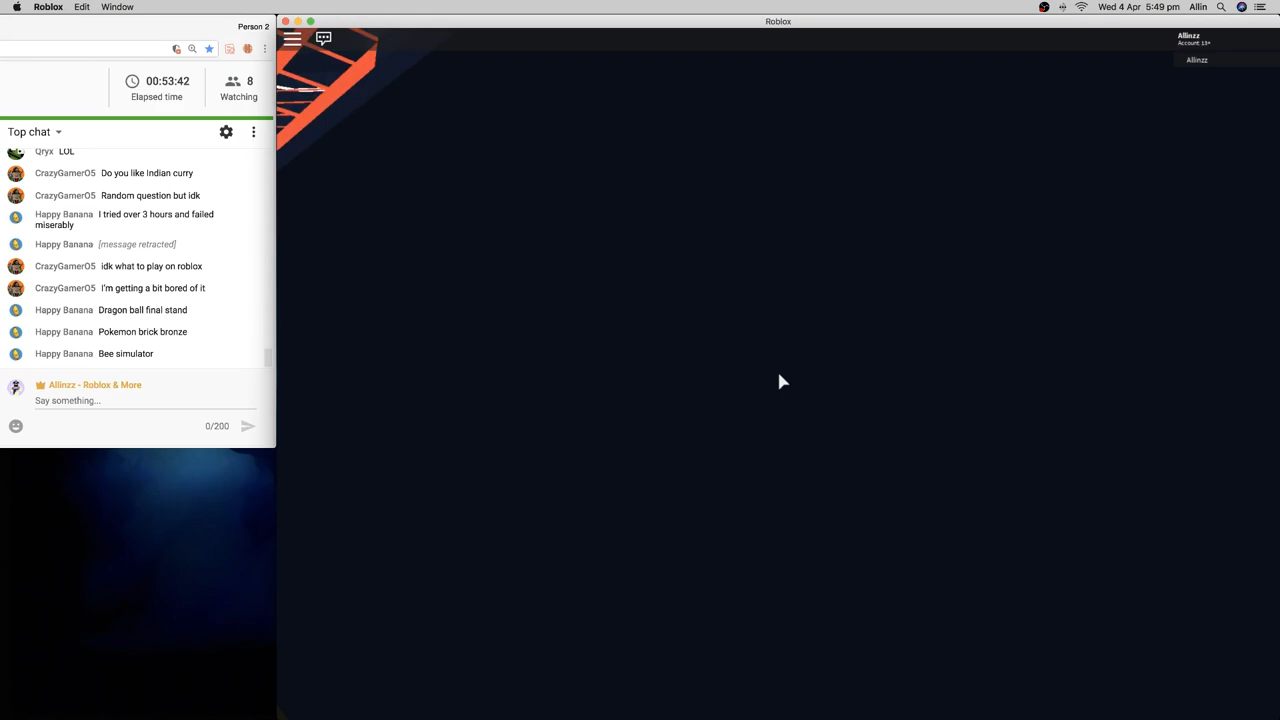 Roblox Edit Window
Wed 4 Apr 5:49 pm Allin
Person 2
Roblox
Allinzz
Account: 13+
Allinzz
00:53:42
Elapsed time
8
Watching
Top chat
Qryx LOL
CrazyGamer05 Do you like Indian curry
CrazyGamer05 Random question but idk
Happy Banana I tried over 3 hours and failed
miserably
Happy Banana [message retracted]
CrazyGamer05 idk what to play on roblox
CrazyGamer05 I'm getting a bit bored of it
Happy Banana Dragon ball final stand
Happy Banana Pokemon brick bronze
Happy Banana Bee simulator
Allinzz - Roblox & More
Say something...
0/200